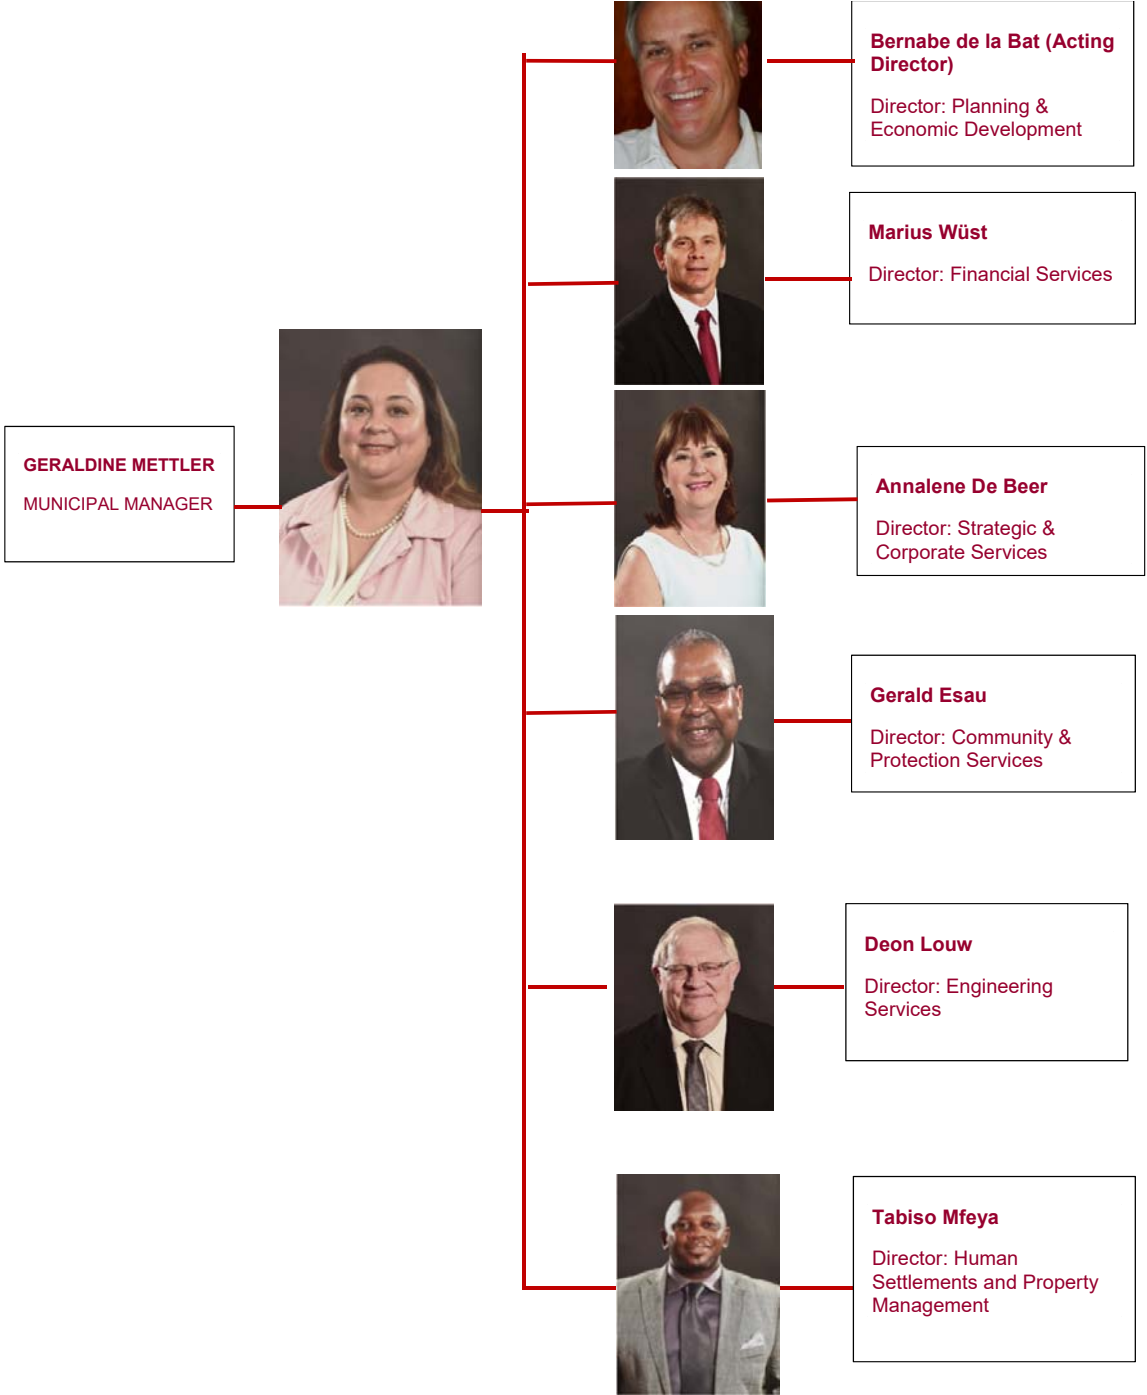 GERALDINE METTLER
MUNICIPAL MANAGER
Bernabe de la Bat (Acting
Director)
Director: Planning &
Economic Development
Marius Wüst
Director: Financial Services
Annalene De Beer
Director: Strategic &
Corporate Services
Gerald Esau
Director: Community &
Protection Services
Deon Louw
Director: Engineering
Services
Tabiso Mfeya
Director: Human
Settlements and Property
Management